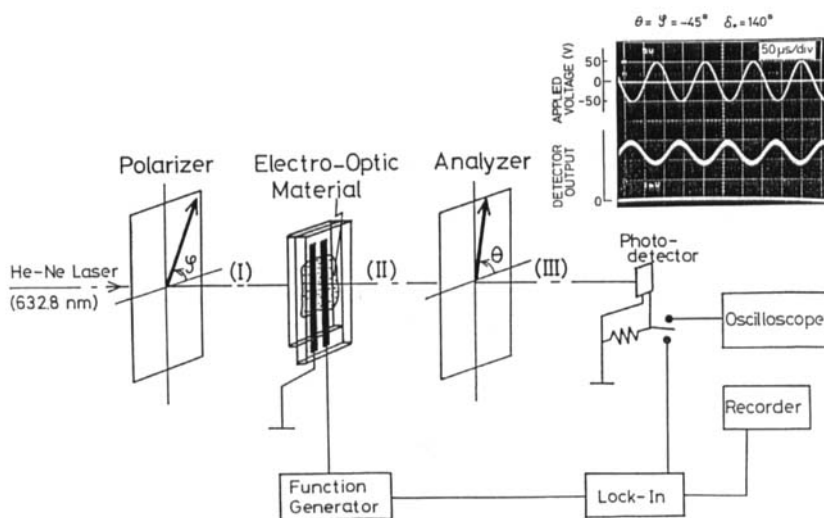 θ = φ = -45° δ. = 140°
5V
50μs/div
APPLIED
VOLTAGE (V)
50
0
-50
DETECTOR
OUTPUT
0
Polarizer
Electro-Optic
Material
Analyzer
Photo-
detector
He-Ne Laser
(632.8 nm)
φ
(I)
(II)
θ
(III)
Oscilloscope
Recorder
Function
Generator
Lock-In